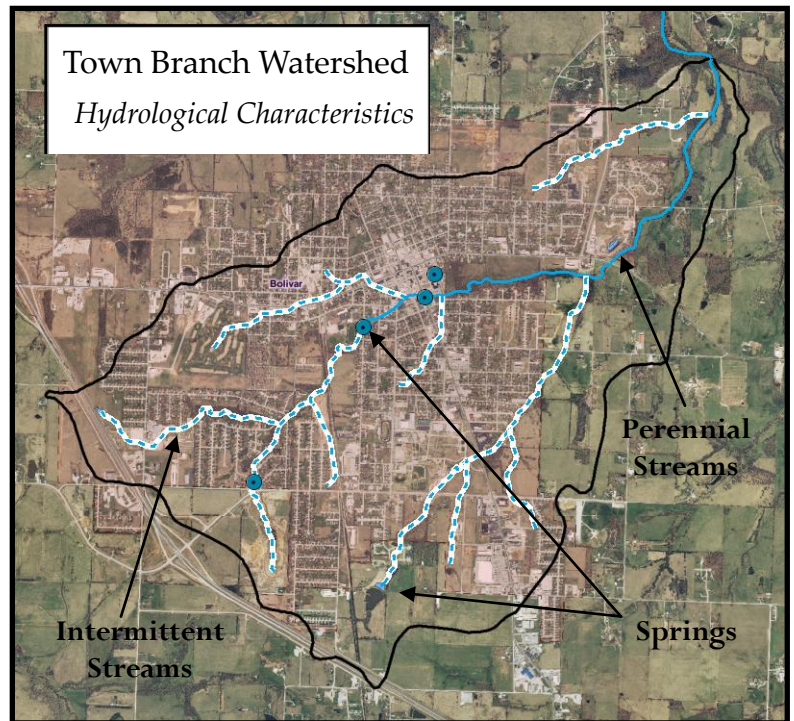 Town Branch Watershed
Hydrological Characteristics
Bolivar
Perennial
Streams
Intermittent
Streams
Springs